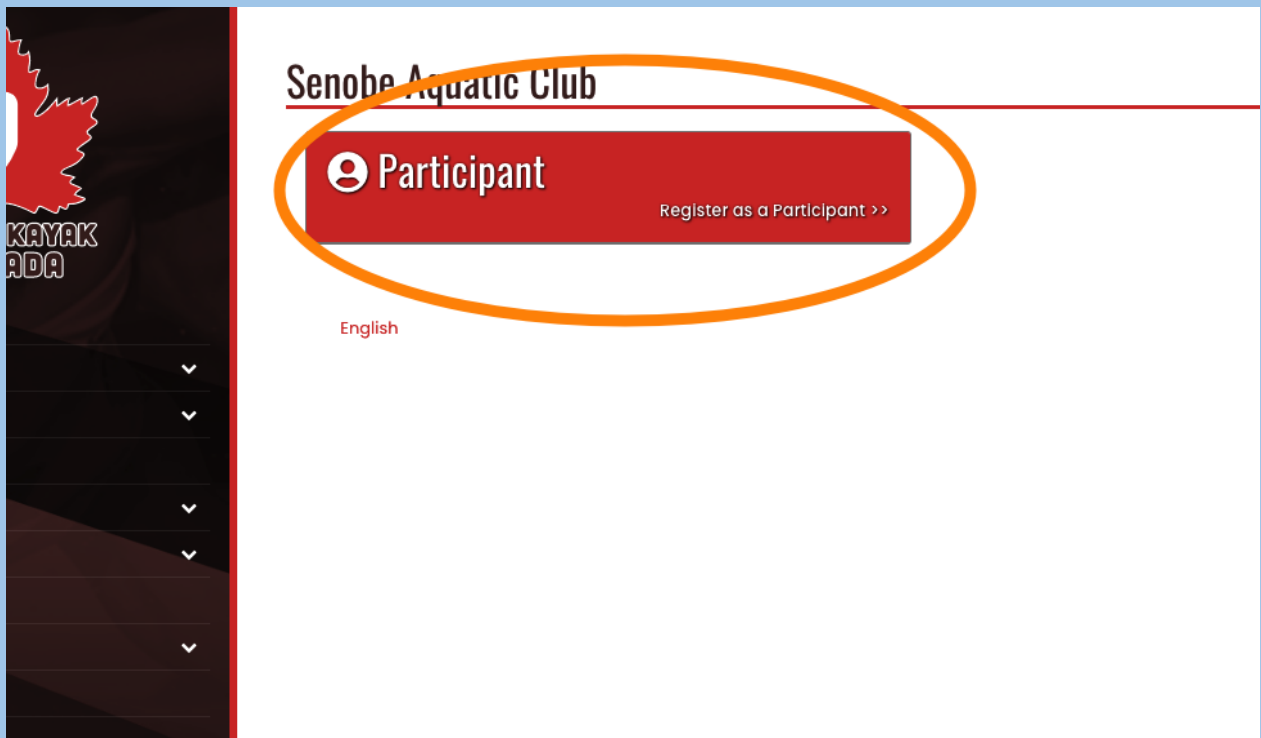 Senobe Aquatic Club
Participant
Register as a Participant >>
English
KAYAK
ADA